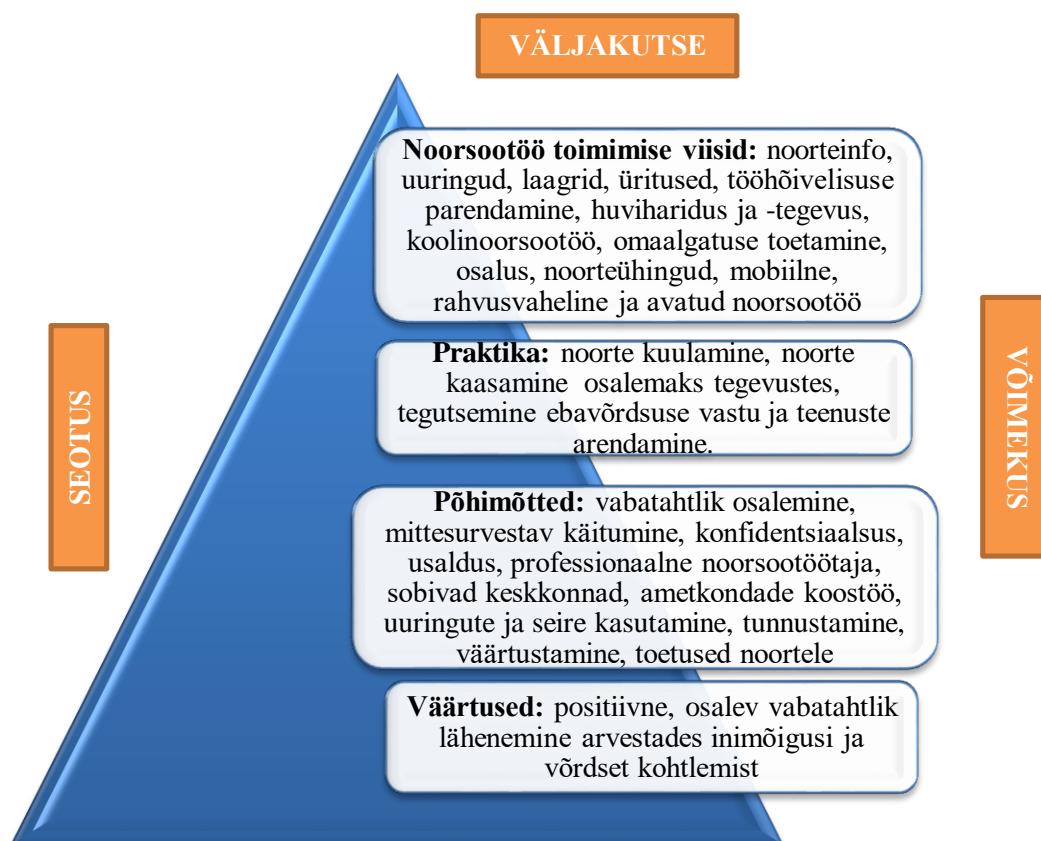 VÄLJAKUTSE
Noorsootöö toimimise viisid: noorteinfo,
uuringud, laagrid, üritused, tööhõivelisuse
parendamine, huviharidus ja -tegevus,
koolinoorsootöö, omaalgatuse toetamine,
osalus, noorteühingud, mobiilne,
rahvusvaheline ja avatud noorsootöö
SEOTUS
VÕIMEKUS
Praktika: noorte kuulamine, noorte
kaasamine osalemaks tegevustes,
tegutsemine ebavõrdsuse vastu ja teenuste
arendamine.
Põhimõtted: vabatahtlik osalemine,
mittesurvestav käitumine, konfidentsiaalsus,
usaldus, professionaalne noorsootöötaja,
sobivad keskkonnad, ametkondade koostöö,
uuringute ja seire kasutamine, tunnustamine,
väärtustamine, toetused noortele
Väärtused: positiivne, osalev vabatahtlik
lähenemine arvestades inimõigusi ja
võrdset kohtlemist